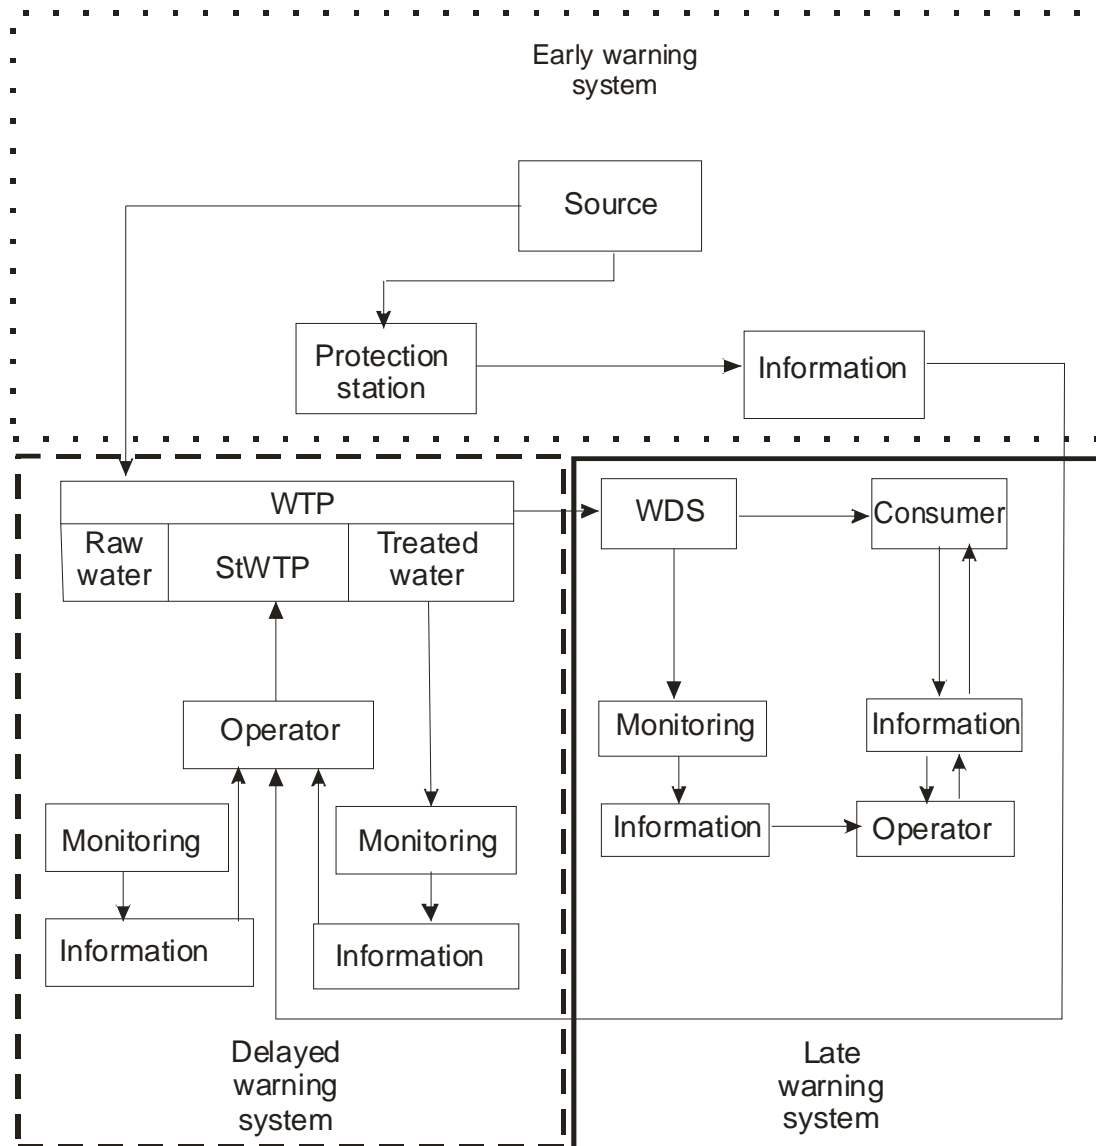 Early warning
system
Source
Protection
station
Information
WTP
Raw
water
StWTP
Treated
water
WDS
Consumer
Operator
Monitoring
Information
Monitoring
Information
Monitoring
Information
Information
Operator
Delayed
warning
system
Late
warning
system